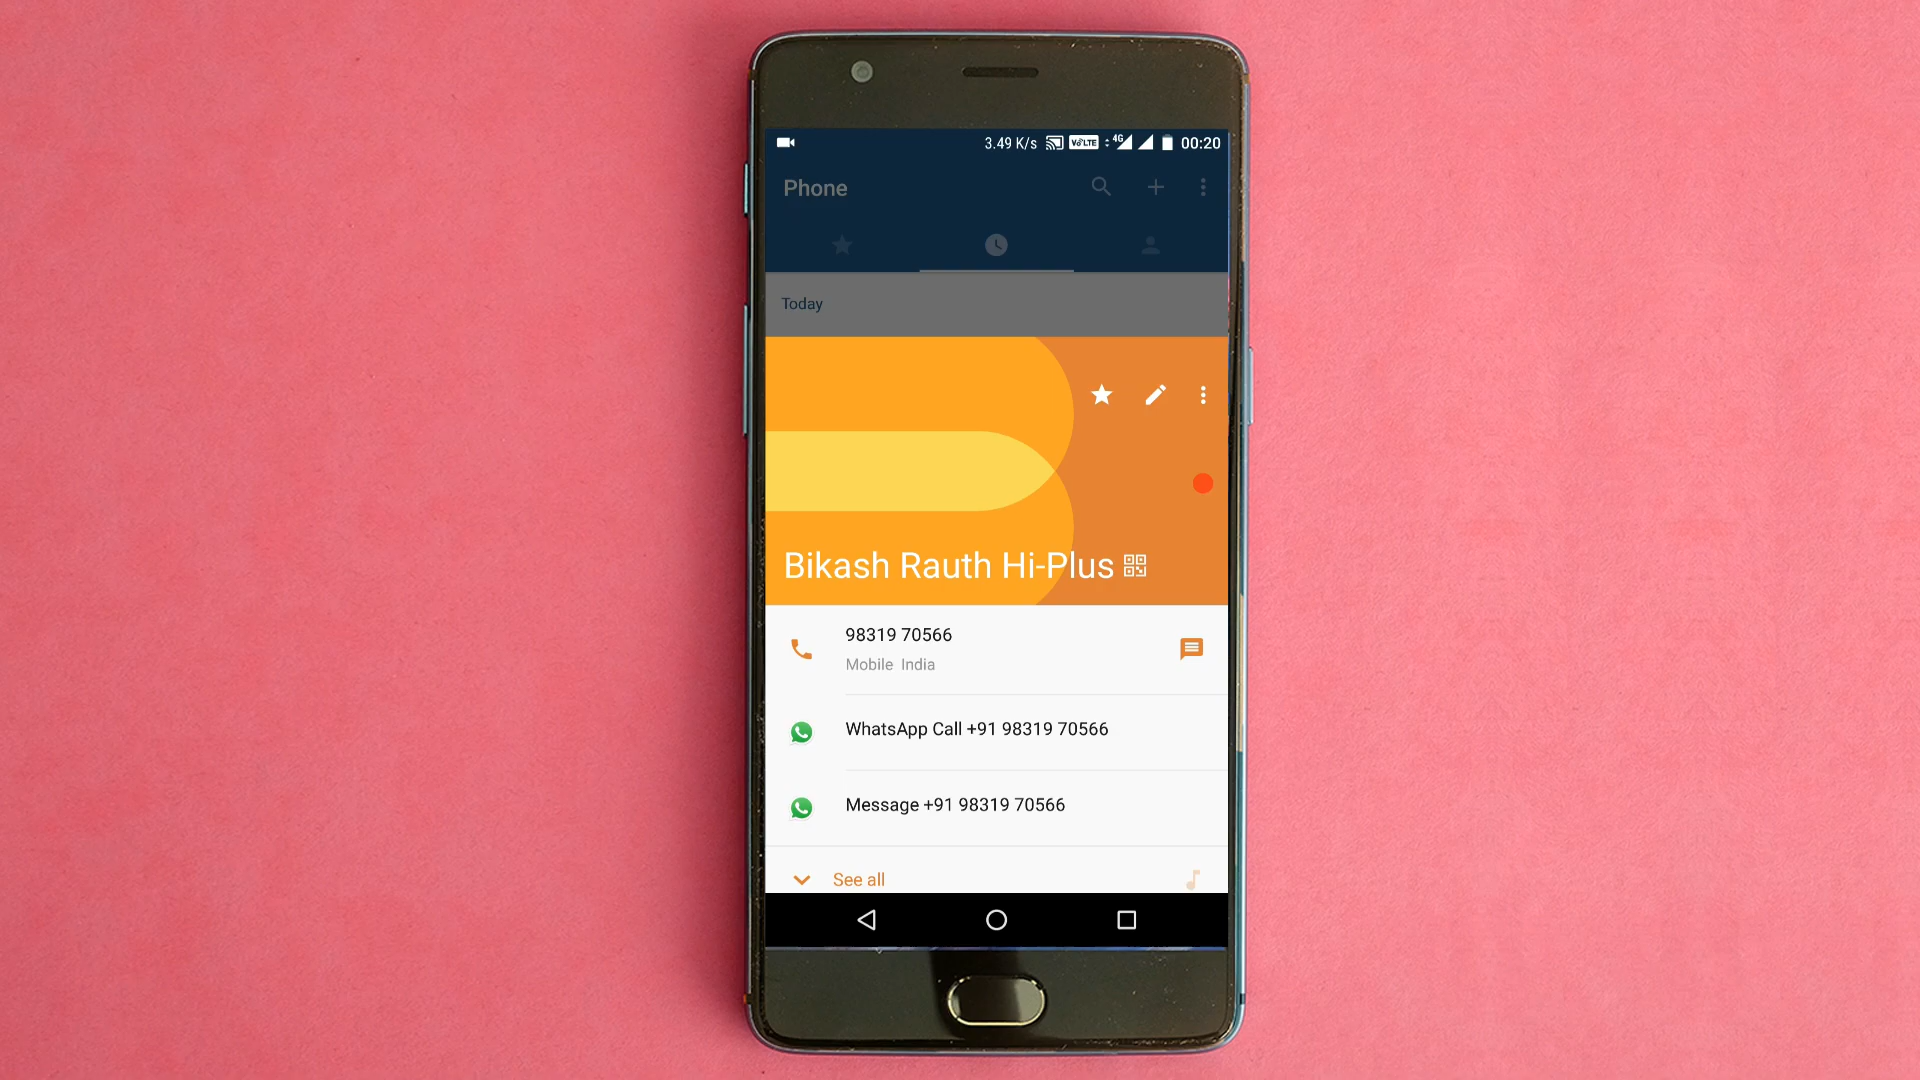 3.49 K/s VoLTE 4G 00:20
Phone
Today
Bikash Rauth Hi-Plus
98319 70566
Mobile India
WhatsApp Call +91 98319 70566
Message +91 98319 70566
See all